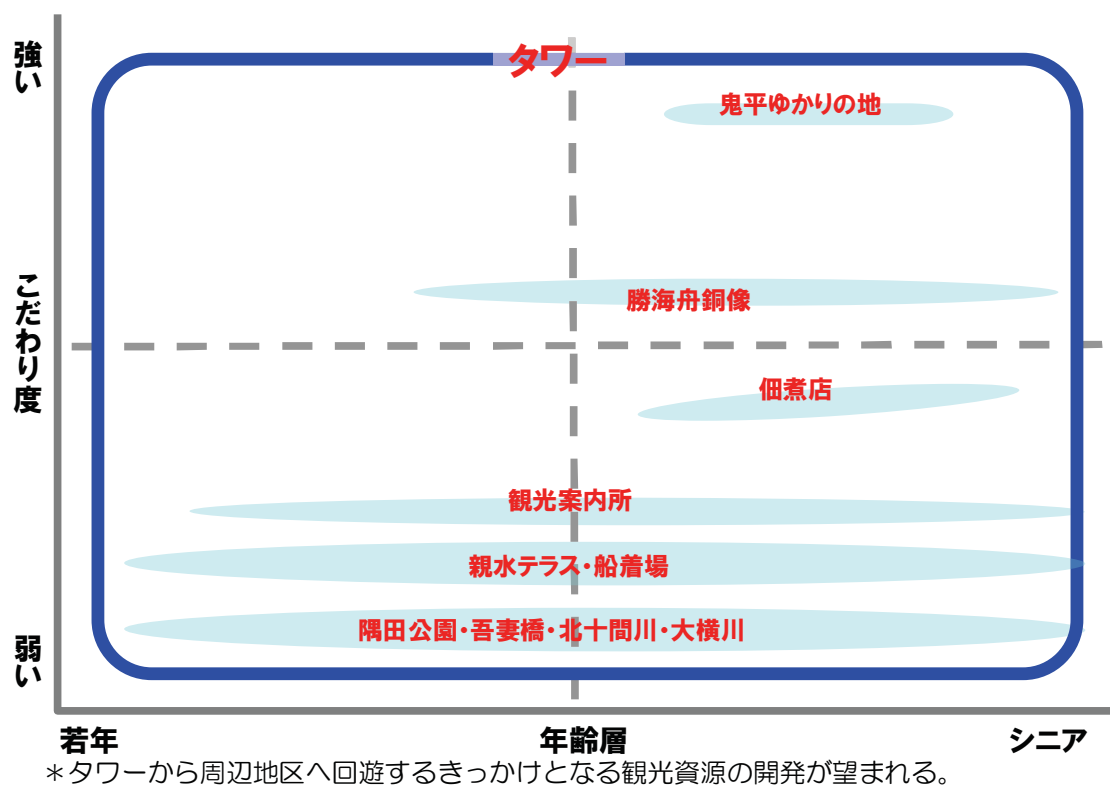 強い
タワー
鬼平ゆかりの地
勝海舟銅像
こだわり度
佃煮店
観光案内所
親水テラス・船着場
隅田公園・吾妻橋・北十間川・大横川
弱い
若年
年齢層
シニア
＊タワーから周辺地区へ回遊するきっかけとなる観光資源の開発が望まれる。